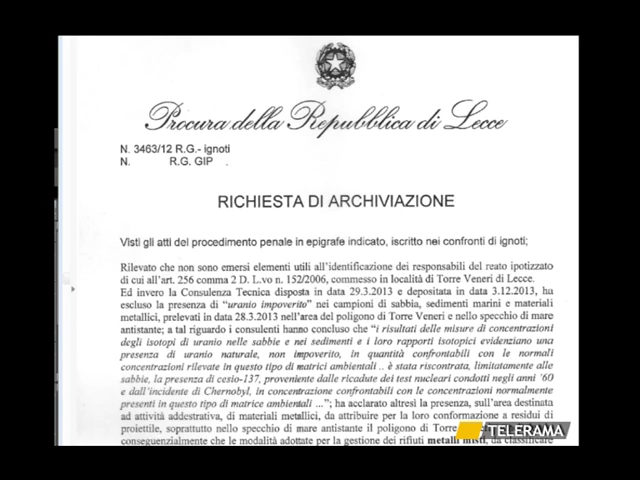 Procura della Repubblica di Lecce
N. 3463/12 R.G.- ignoti
N. R.G. GIP .
RICHIESTA DI ARCHIVIAZIONE
Visti gli atti del procedimento penale in epigrafe indicato, iscritto nei confronti di ignoti;
Rilevato che non sono emersi elementi utili all'identificazione dei responsabili del reato ipotizzato
di cui all'art. 256 comma 2 D. L.vo n. 152/2006, commesso in località di Torre Veneri di Lecce.
Ed invero la Consulenza Tecnica disposta in data 29.3.2013 e depositata in data 3.12.2013, ha
escluso la presenza di "uranio impoverito" nei campioni di sabbia, sedimenti marini e materiali
metallici, prelevati in data 28.3.2013 nell'area del poligono di Torre Veneri e nello specchio di mare
antistante; a tal riguardo i consulenti hanno concluso che "i risultati delle misure di concentrazioni
degli isotopi di uranio nelle sabbie e nei sedimenti e i loro rapporti isotopici evidenziano una
presenza di uranio naturale, non impoverito, in quantità confrontabili con le normali
concentrazioni rilevate in questo tipo di matrici ambientali .. è stata riscontrata, limitatamente alle
sabbie, la presenza di cesio-137, proveniente dalle ricadute dei test nucleari condotti negli anni '60
e dall'incidente di Chernobyl, in concentrazione confrontabili con le concentrazioni normalmente
presenti in questo tipo di matrici ambientali ..."; ha acclarato altresì la presenza, sull'area destinata
ad attività addestrativa, di materiali metallici, da attribuire per la loro conformazione a residui di
proiettile, soprattutto nello specchio di mare antistante il poligono di Torre
conseguenzialmente che le modalità adottate per la gestione dei rifiuti metalli misti, da classificare
TELERAMA